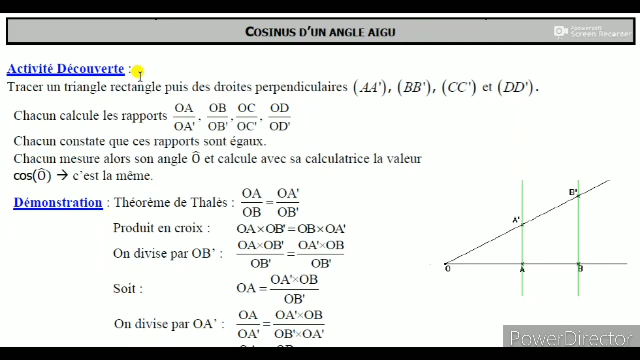 COSINUS D'UN ANGLE AIGU
Powersoft
Screen Recorder
Activité Découverte :
Tracer un triangle rectangle puis des droites perpendiculaires (AA'), (BB'), (CC') et (DD').
Chacun calcule les rapports OA/OA', OB/OB', OC/OC', OD/OD'
Chacun constate que ces rapports sont égaux.
Chacun mesure alors son angle Ô et calcule avec sa calculatrice la valeur
cos(Ô) → c'est la même.
Démonstration : Théorème de Thalès : OA/OB = OA'/OB'
Produit en croix : OA×OB'=OB×OA'
On divise par OB' : OA×OB'/OB' = OA'×OB/OB'
Soit : OA = OA'×OB/OB'
On divise par OA' : OA/OA' = OA'×OB/OB'×OA'
B'
A'
O A B
PowerDirector